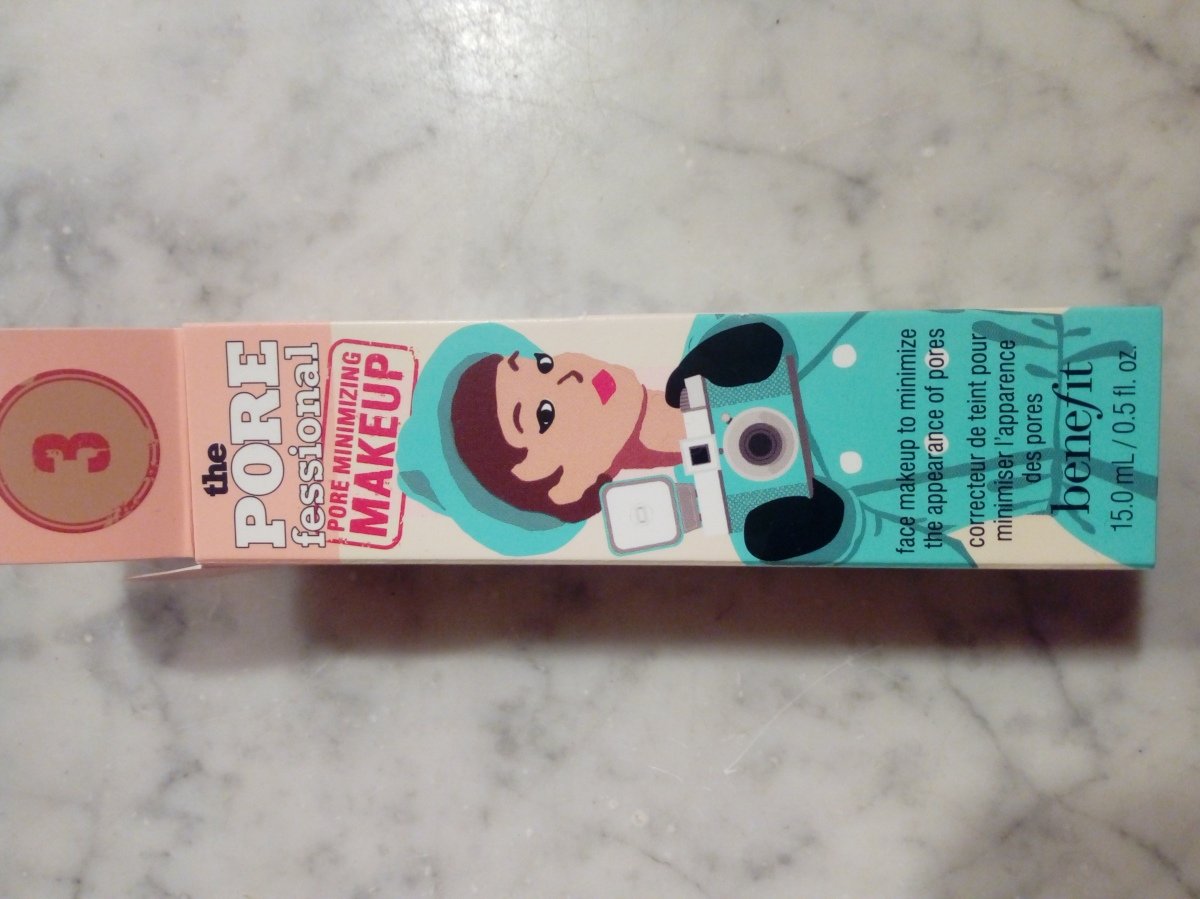 3
the
PORE
fessional
PORE MINIMIZING
MAKEUP
face makeup to minimize
the appearance of pores
correcteur de teint pour
minimiser l'apparence
des pores
benefit
15.0 mL / 0.5 fl. oz.